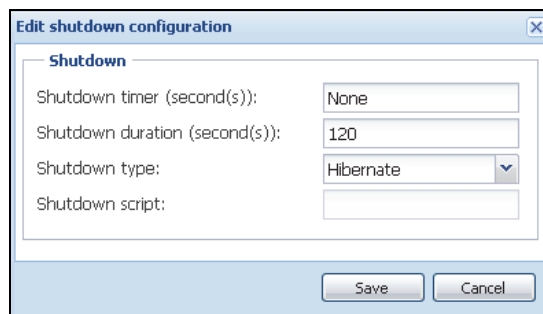 Edit shutdown configuration
Shutdown
Shutdown timer (second(s)): None
Shutdown duration (second(s)): 120
Shutdown type: Hibernate
Shutdown script:
Save Cancel